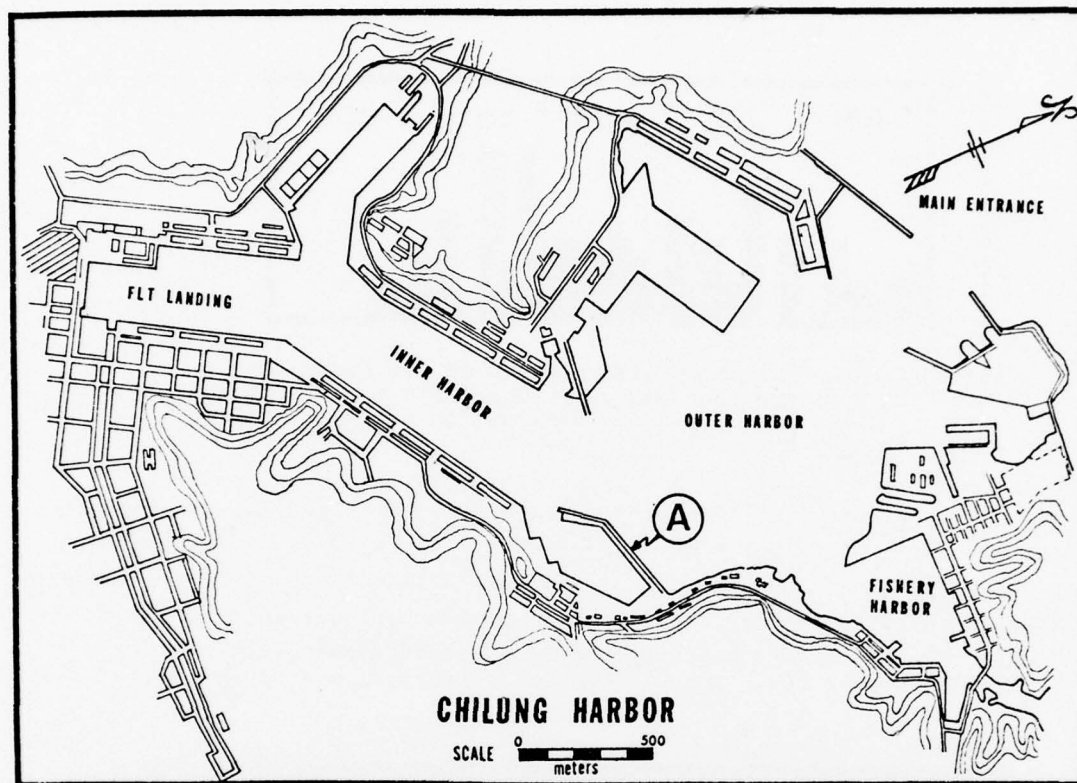 MAIN ENTRANCE
FLT LANDING
INNER HARBOR
OUTER HARBOR
A
FISHERY
HARBOR
CHILUNG HARBOR
SCALE
0 500
meters